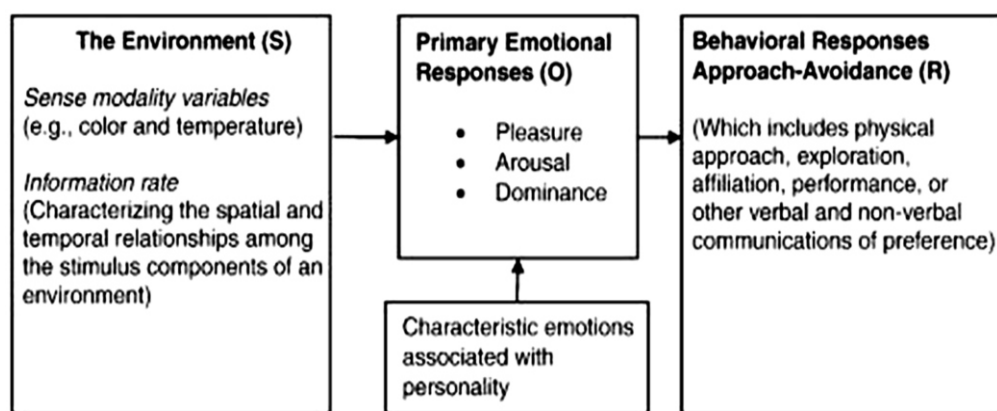 The Environment (S)
Sense modality variables
(e.g., color and temperature)
Information rate
(Characterizing the spatial and
temporal relationships among
the stimulus components of an
environment)
Primary Emotional
Responses (O)
• Pleasure
• Arousal
• Dominance
Characteristic emotions
associated with
personality
Behavioral Responses
Approach-Avoidance (R)
(Which includes physical
approach, exploration,
affiliation, performance, or
other verbal and non-verbal
communications of preference)